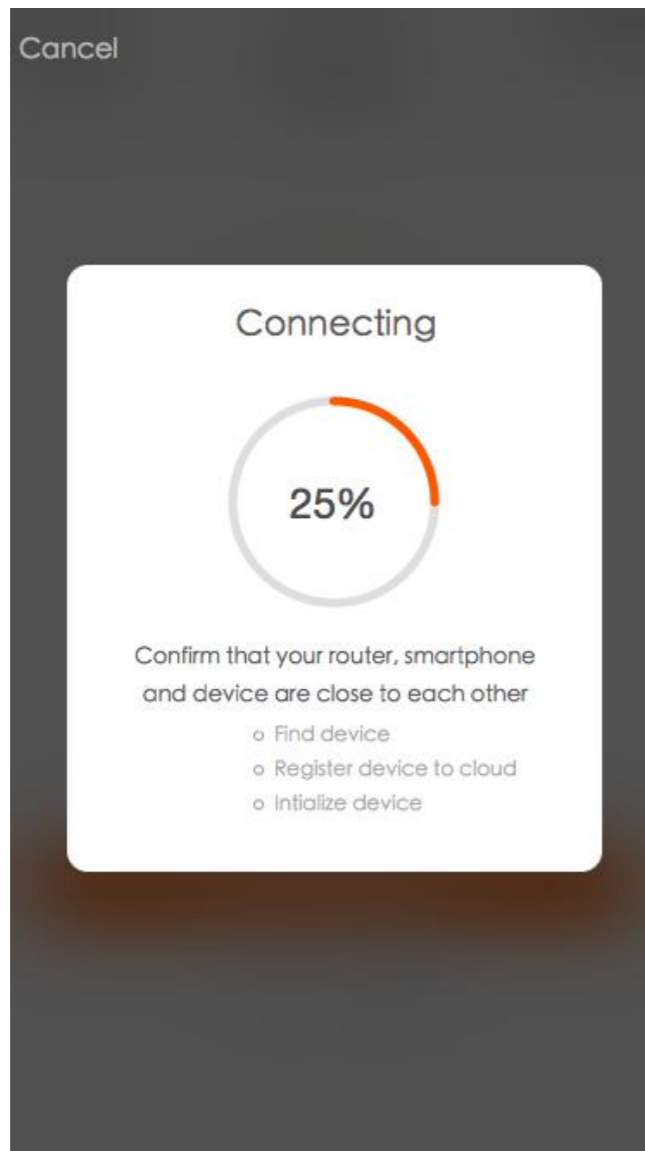 Cancel
Connecting
25%
Confirm that your router, smartphone
and device are close to each other
Find device
Register device to cloud
Intialize device